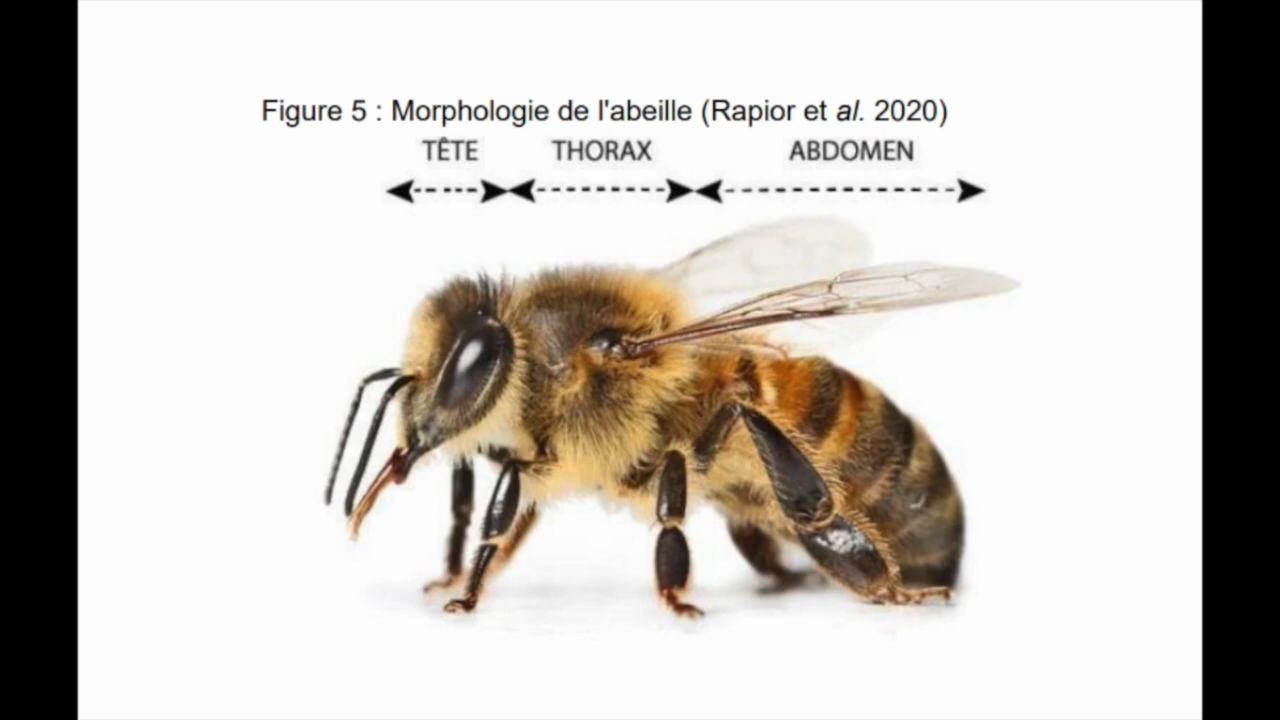 Figure 5 : Morphologie de l'abeille (Rapior et al. 2020)
TÊTE THORAX ABDOMEN